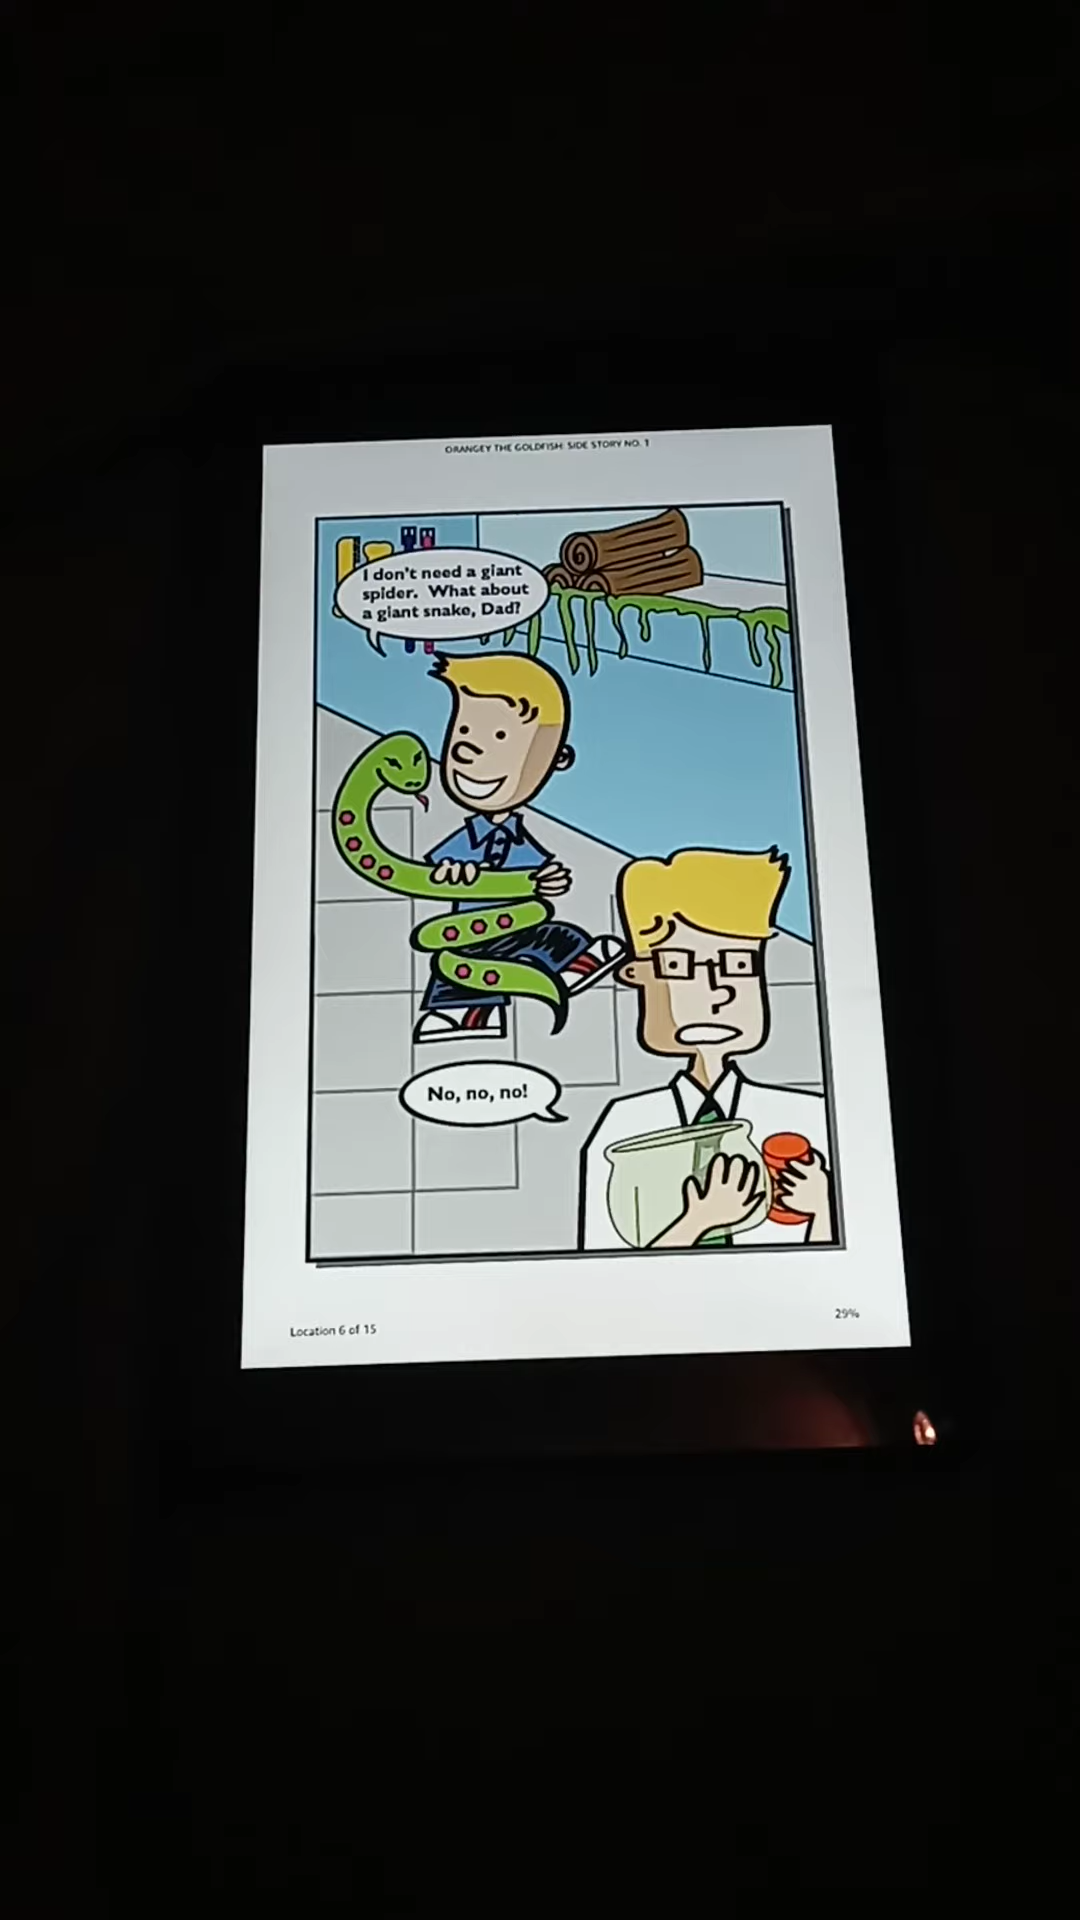 ORANGEY THE GOLDFISH: SIDE STORY NO. 1
I don't need a giant
spider. What about
a giant snake, Dad?
No, no, no!
Location 6 of 15
29%